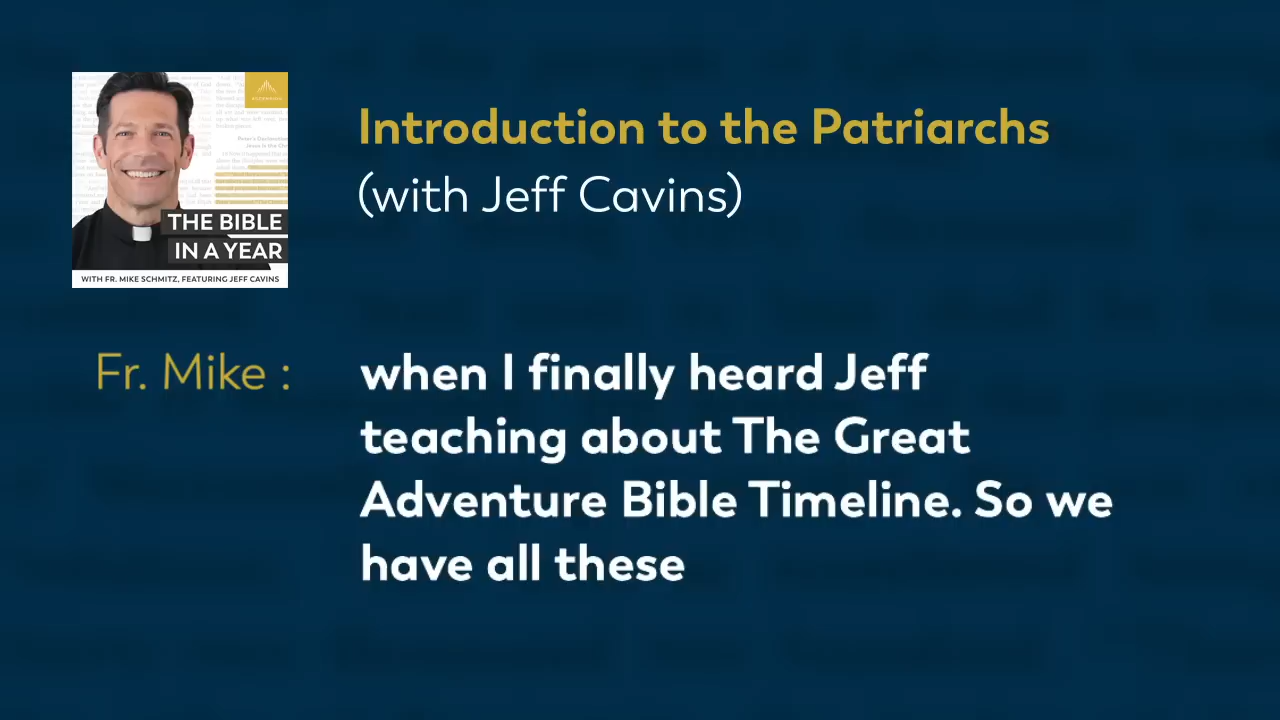 Introduction to the Patriarchs
(with Jeff Cavins)
THE BIBLE
IN A YEAR
WITH FR. MIKE SCHMITZ, FEATURING JEFF CAVINS
Fr. Mike :
when I finally heard Jeff
teaching about The Great
Adventure Bible Timeline. So we
have all these